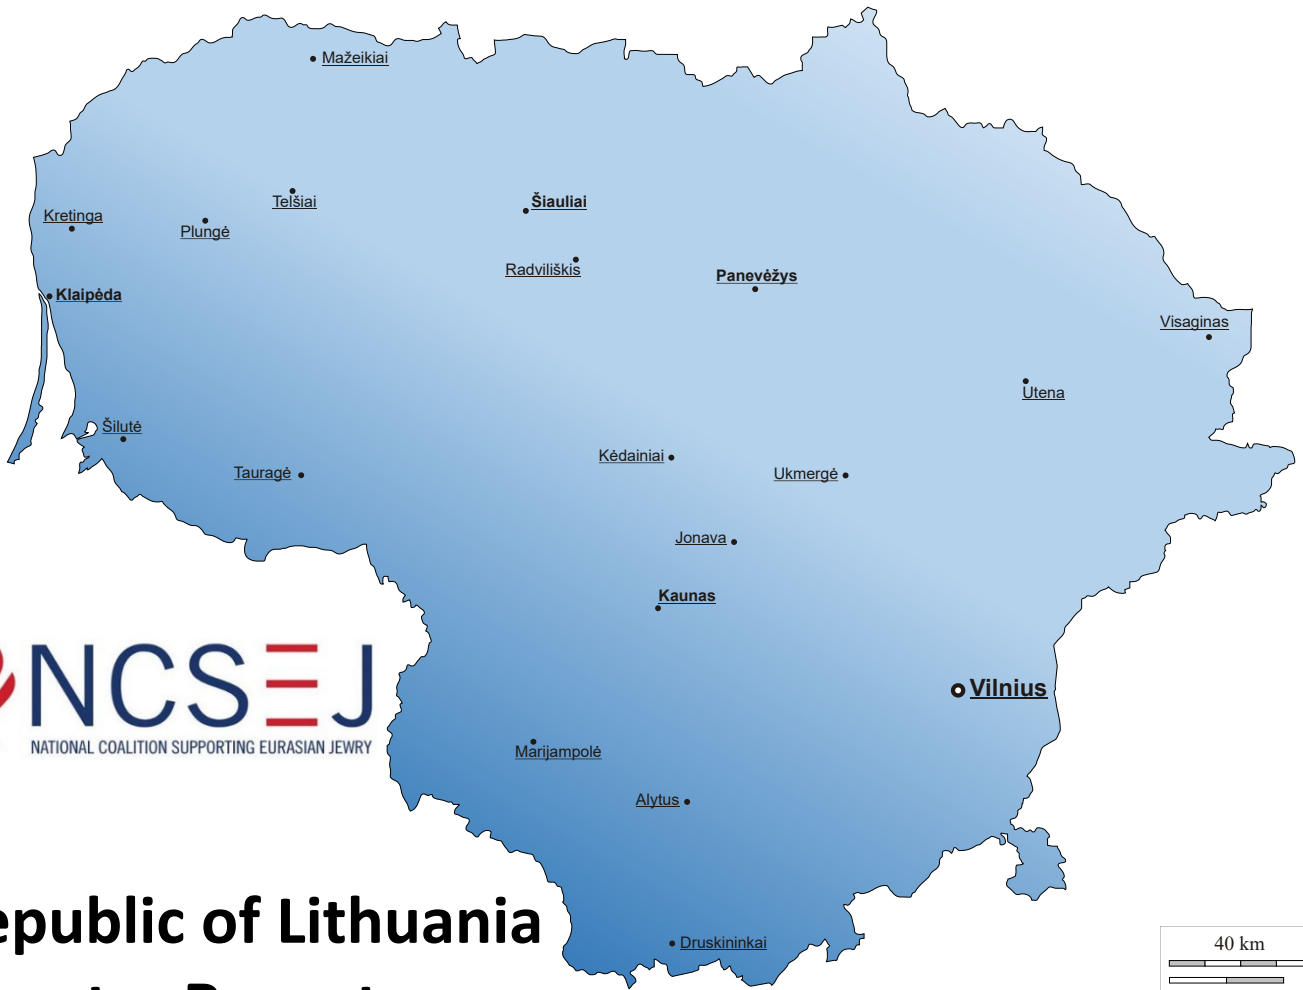 Mažeikiai
Telšiai
Šiauliai
Kretinga
Plungė
Radviliškis
Panevėžys
Klaipėda
Visaginas
Utena
Šilutė
Kėdainiai
Tauragė
Ukmergė
Jonava
Kaunas
NCSEJ
NATIONAL COALITION SUPPORTING EURASIAN JEWRY
Vilnius
Marijampolė
Alytus
epublic of Lithuania
Druskininkai
40 km